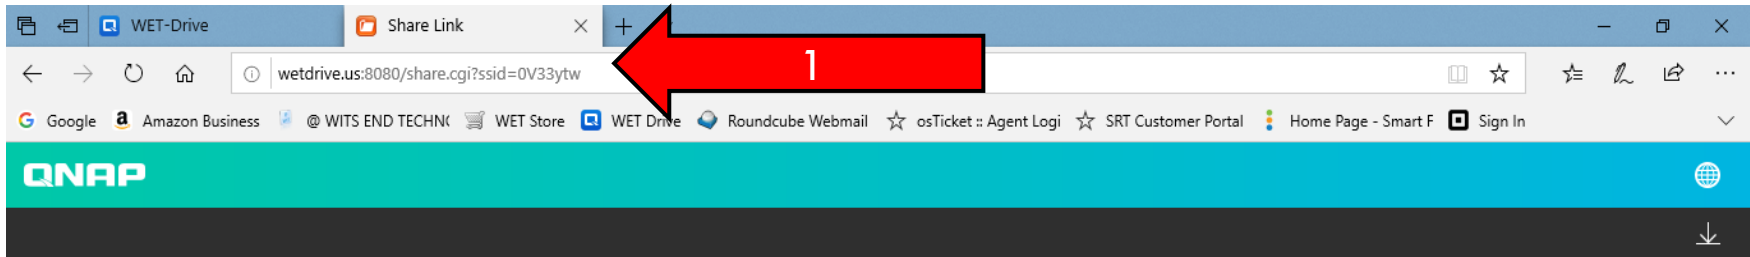 WET-Drive Share Link
1
wetdrive.us:8080/share.cgi?ssid=0V33ytw
Google Amazon Business @ WITS END TECHN( WET Store WET Drive Roundcube Webmail osTicket :: Agent Logi SRT Customer Portal Home Page - Smart F Sign In
QNAP